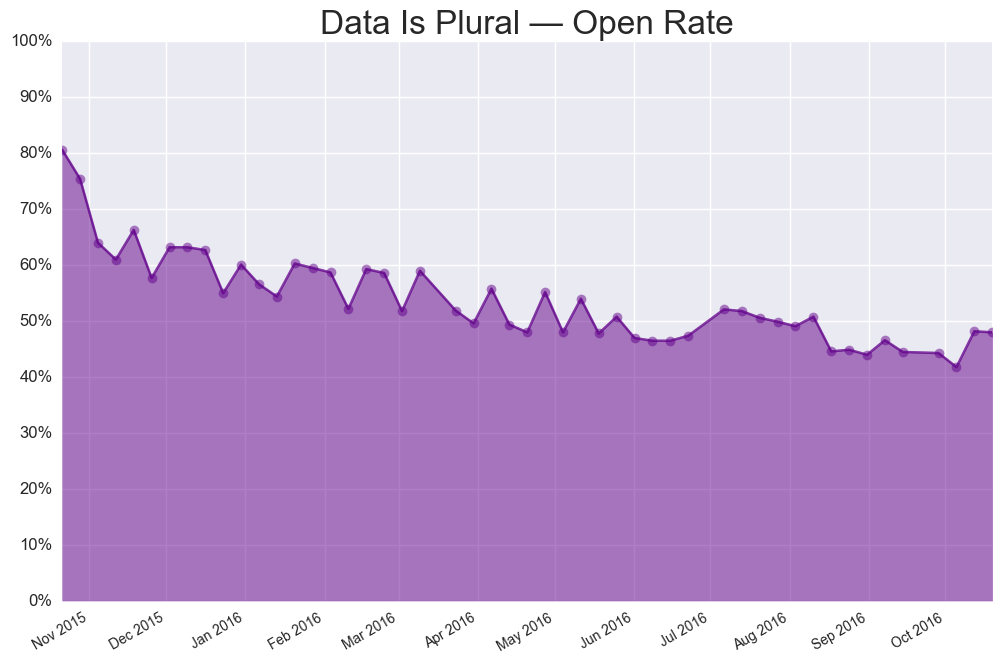 Data Is Plural — Open Rate
100%
90%
80%
70%
60%
50%
40%
30%
20%
10%
0%
Nov 2015
Dec 2015
Jan 2016
Feb 2016
Mar 2016
Apr 2016
May 2016
Jun 2016
Jul 2016
Aug 2016
Sep 2016
Oct 2016